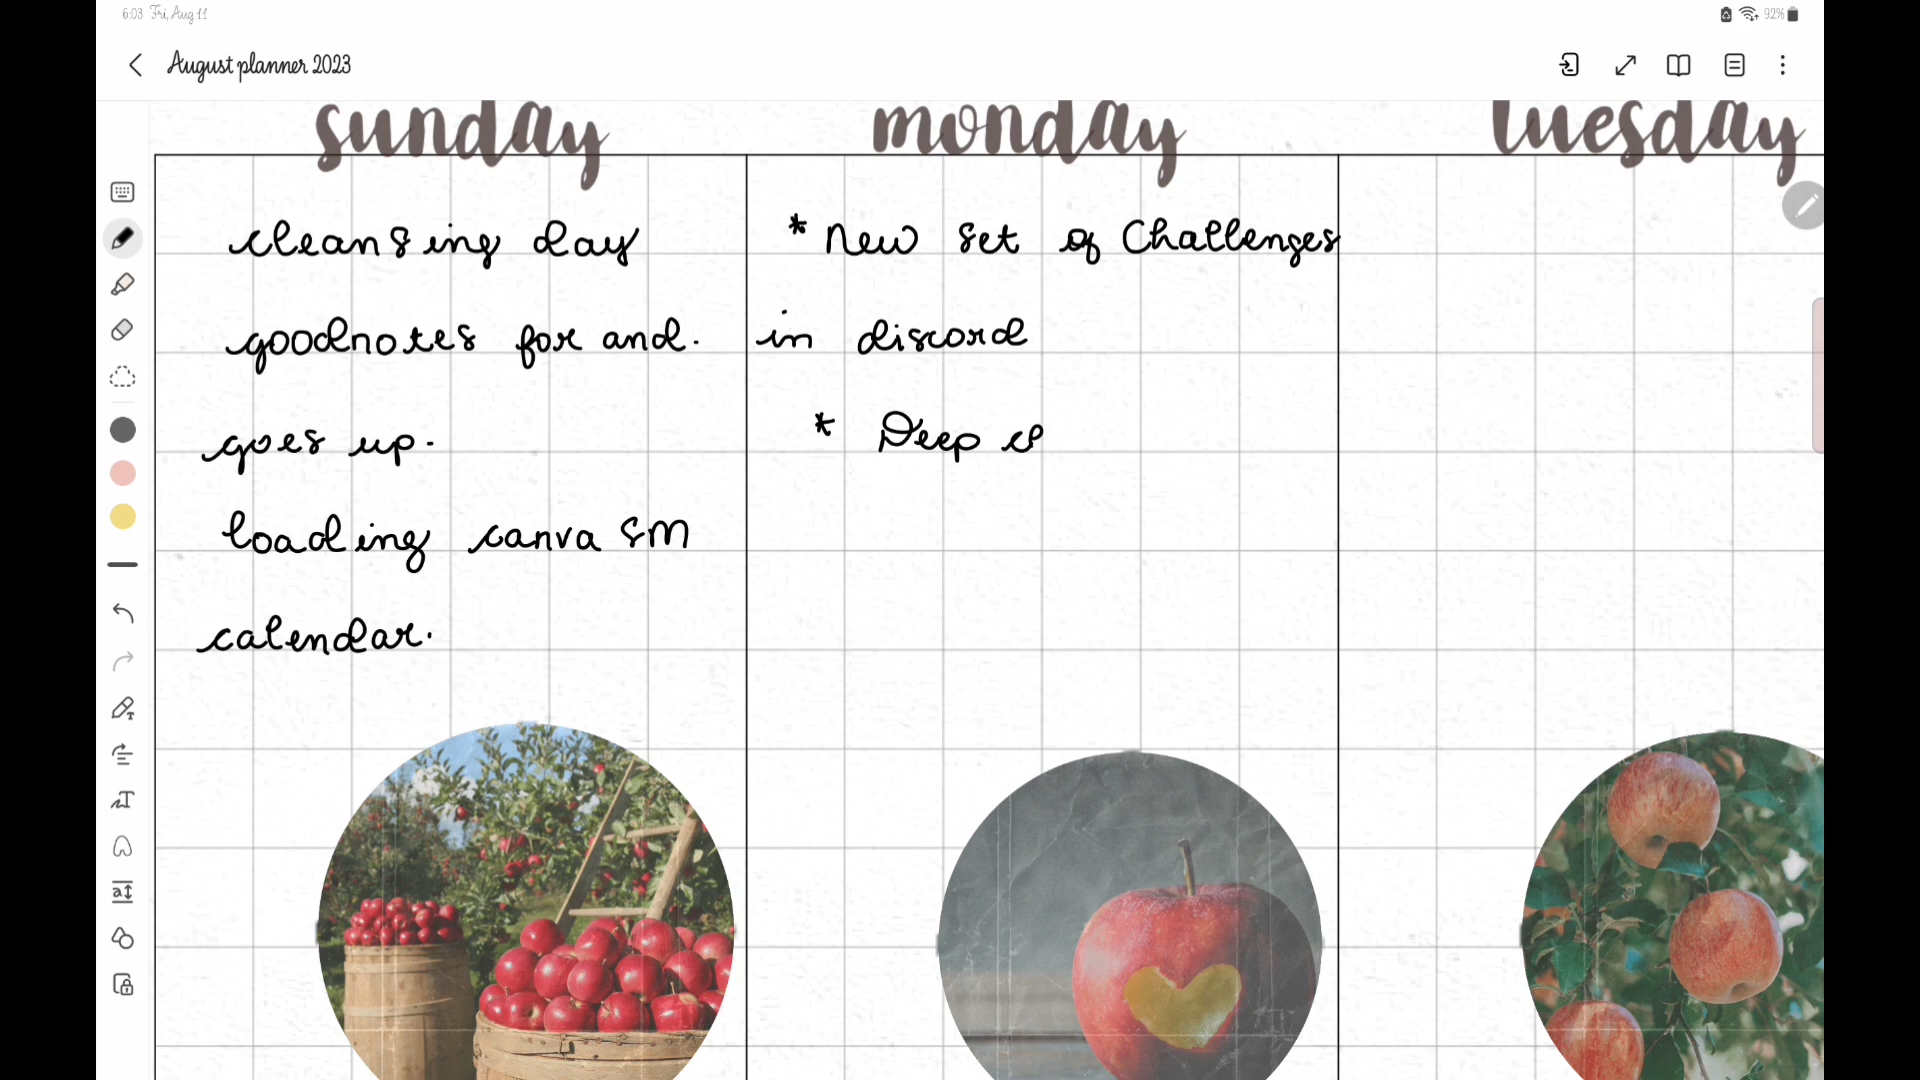 6:03 Fri, Aug 11
92%
August planner 2023
sunday
monday
tuesday
cleansing day
goodnotes for and.
goes up.
loading canva SM
calendar.
* New set of Challenges
in discord
* Deep cl